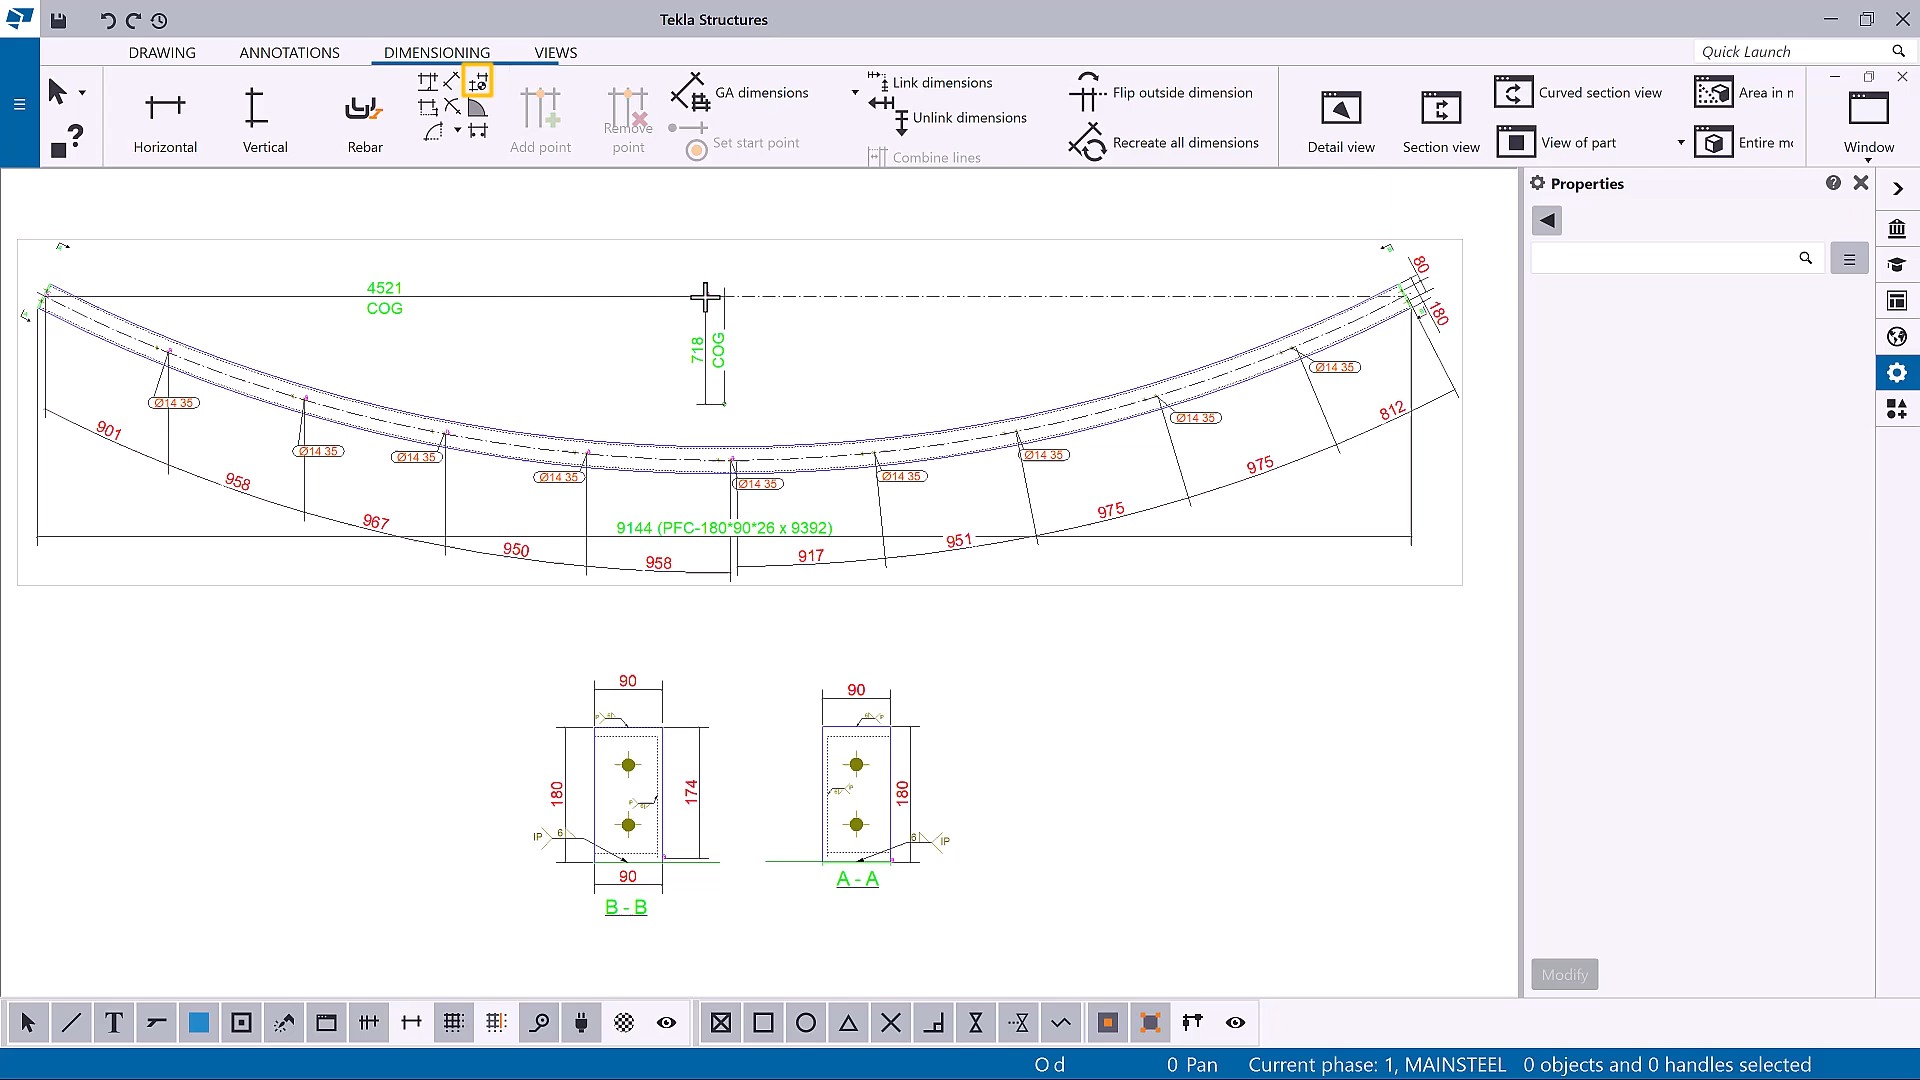 Tekla Structures
DRAWING
ANNOTATIONS
DIMENSIONING
VIEWS
Quick Launch
Horizontal
Vertical
Rebar
Add point
Remove
point
GA dimensions
Set start point
Link dimensions
Unlink dimensions
Combine lines
Flip outside dimension
Recreate all dimensions
Detail view
Section view
Curved section view
View of part
Area in m
Entire mo
Window
Properties
4521
COG
718
COG
80
180
Ø14 35
Ø14 35
Ø14 35
Ø14 35
Ø14 35
Ø14 35
Ø14 35
Ø14 35
Ø14 35
901
958
967
950
958
917
951
975
975
812
9144 (PFC-180*90*26 x 9392)
90
180
174
IP
6
90
B - B
90
180
6
IP
A - A
Modify
O d
0 Pan
Current phase: 1, MAINSTEEL
0 objects and 0 handles selected